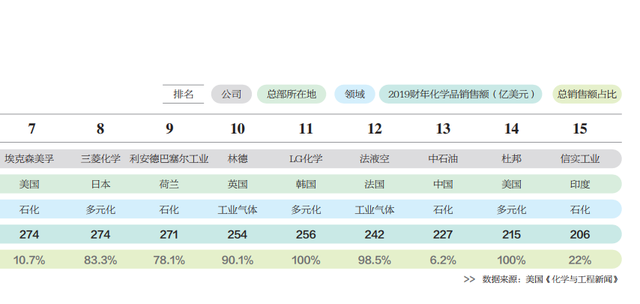 排名 公司 总部所在地 领域 2019财年化学品销售额（亿美元） 总销售额占比
7 8 9 10 11 12 13 14 15
埃克森美孚 三菱化学 利安德巴塞尔工业 林德 LG化学 法液空 中石油 杜邦 信实工业
美国 日本 荷兰 英国 韩国 法国 中国 美国 印度
石化 多元化 石化 工业气体 多元化 工业气体 石化 多元化 石化
274 274 271 254 256 242 227 215 206
10.7% 83.3% 78.1% 90.1% 100% 98.5% 6.2% 100% 22%
>> 数据来源：美国《化学与工程新闻》